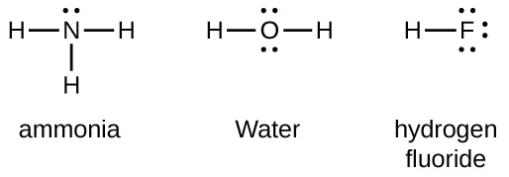 H—N—H H—O—H H—F
H
ammonia Water hydrogen
fluoride